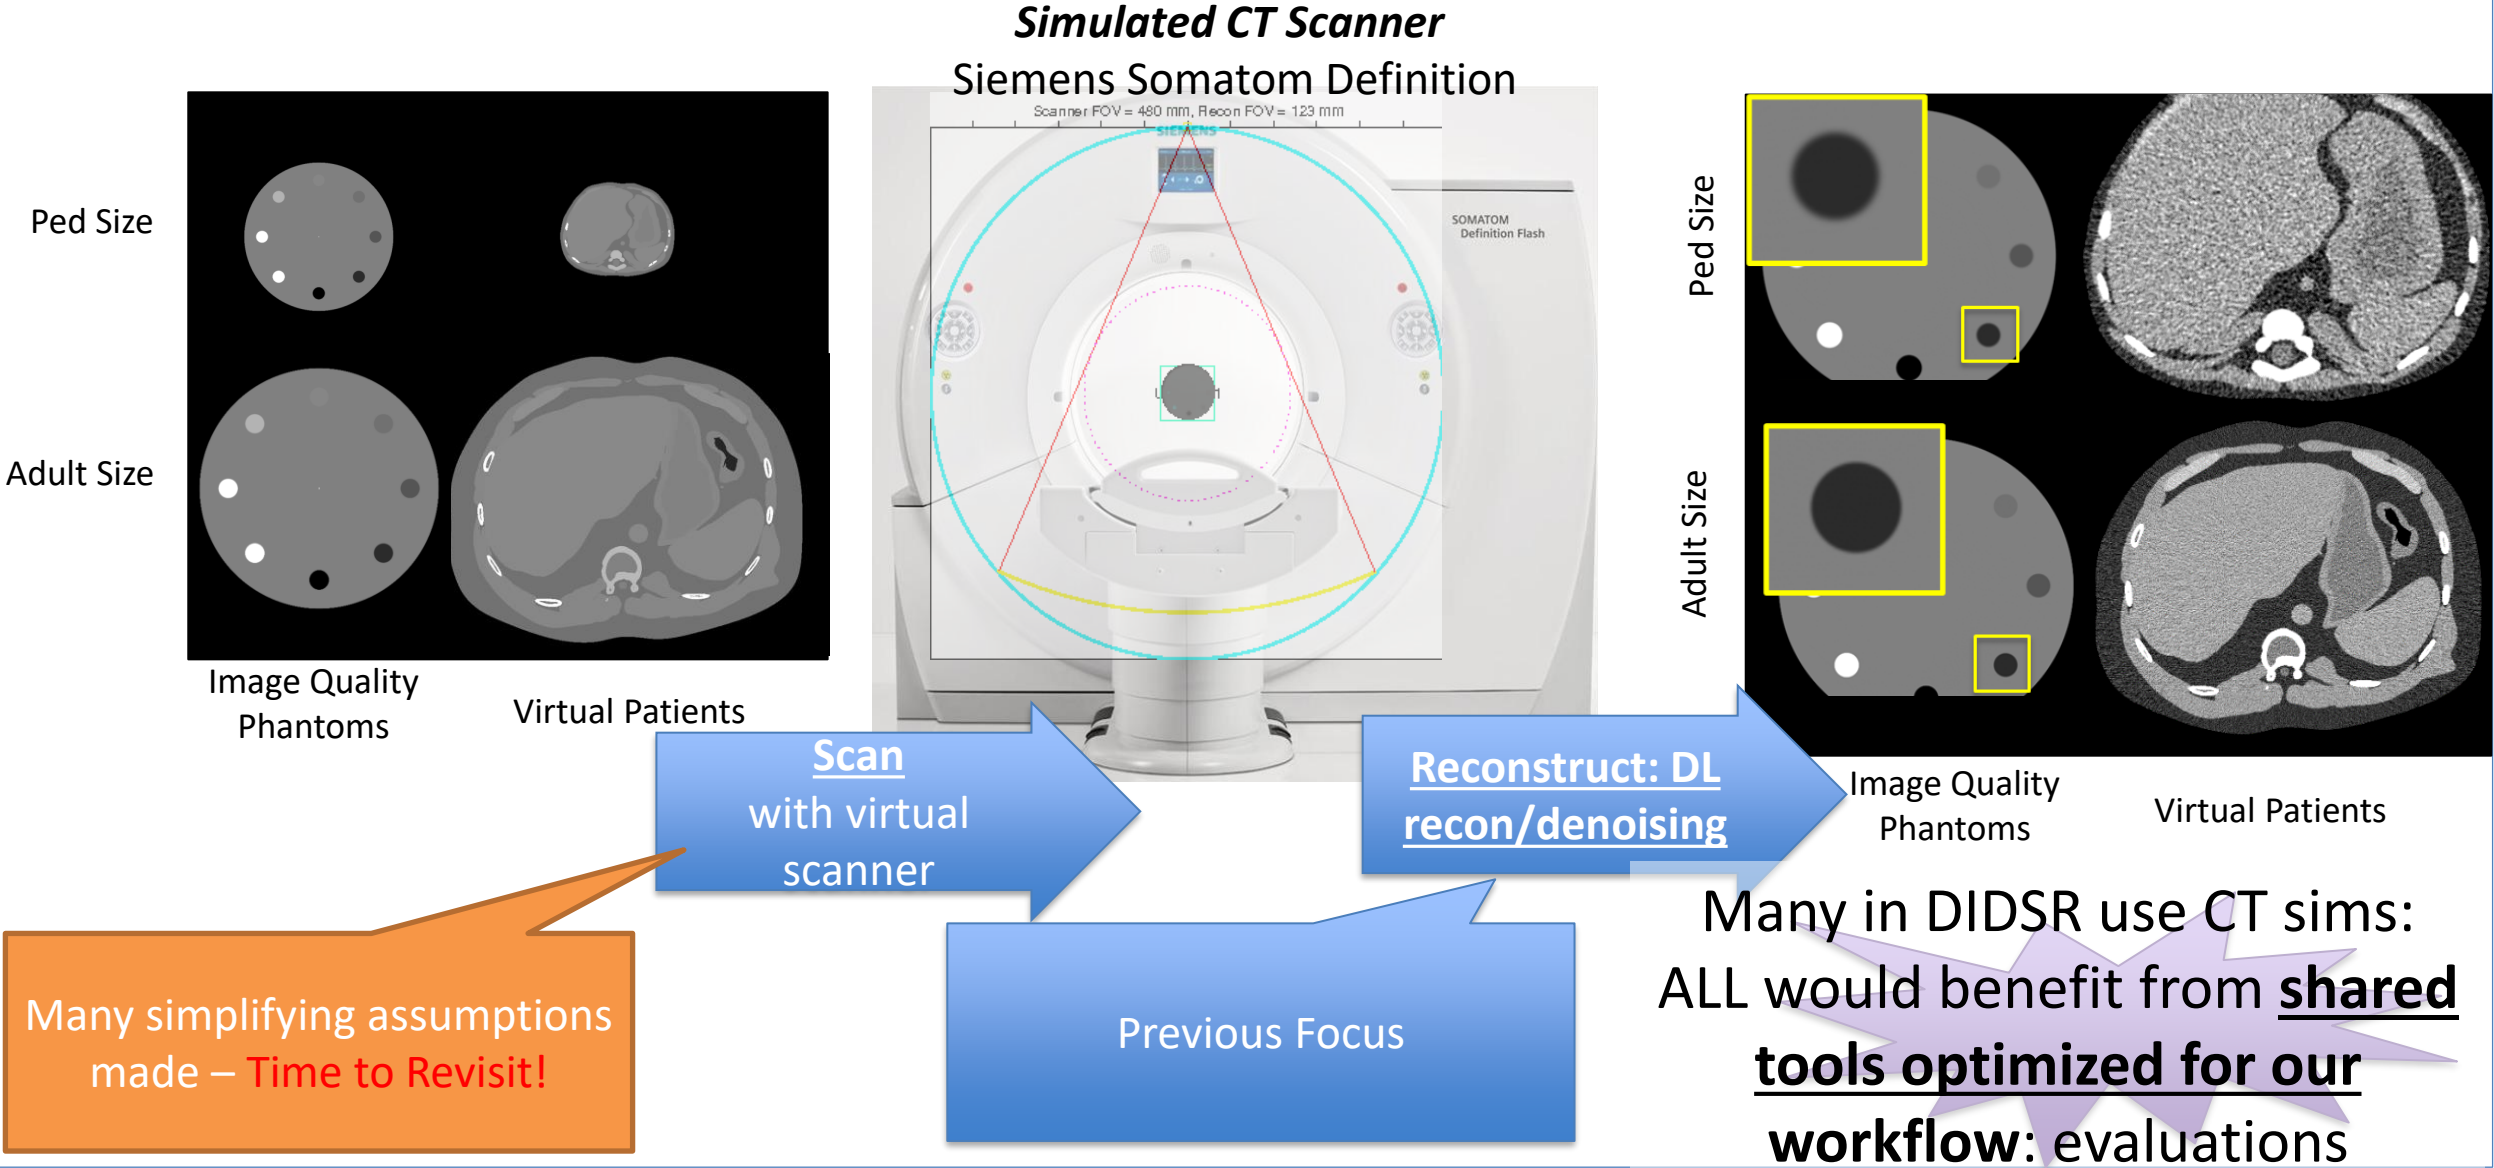 Simulated CT Scanner
Siemens Somatom Definition
Scanner FOV = 480 mm, Recon FOV = 123 mm
SIEMENS
SOMATOM
Definition Flash
Ped Size
Adult Size
Image Quality
Phantoms
Virtual Patients
Ped Size
Adult Size
Image Quality
Phantoms
Virtual Patients
Scan
with virtual
scanner
Reconstruct: DL
recon/denoising
Many simplifying assumptions
made – Time to Revisit!
Previous Focus
Many in DIDSR use CT sims:
ALL would benefit from shared
tools optimized for our
workflow: evaluations